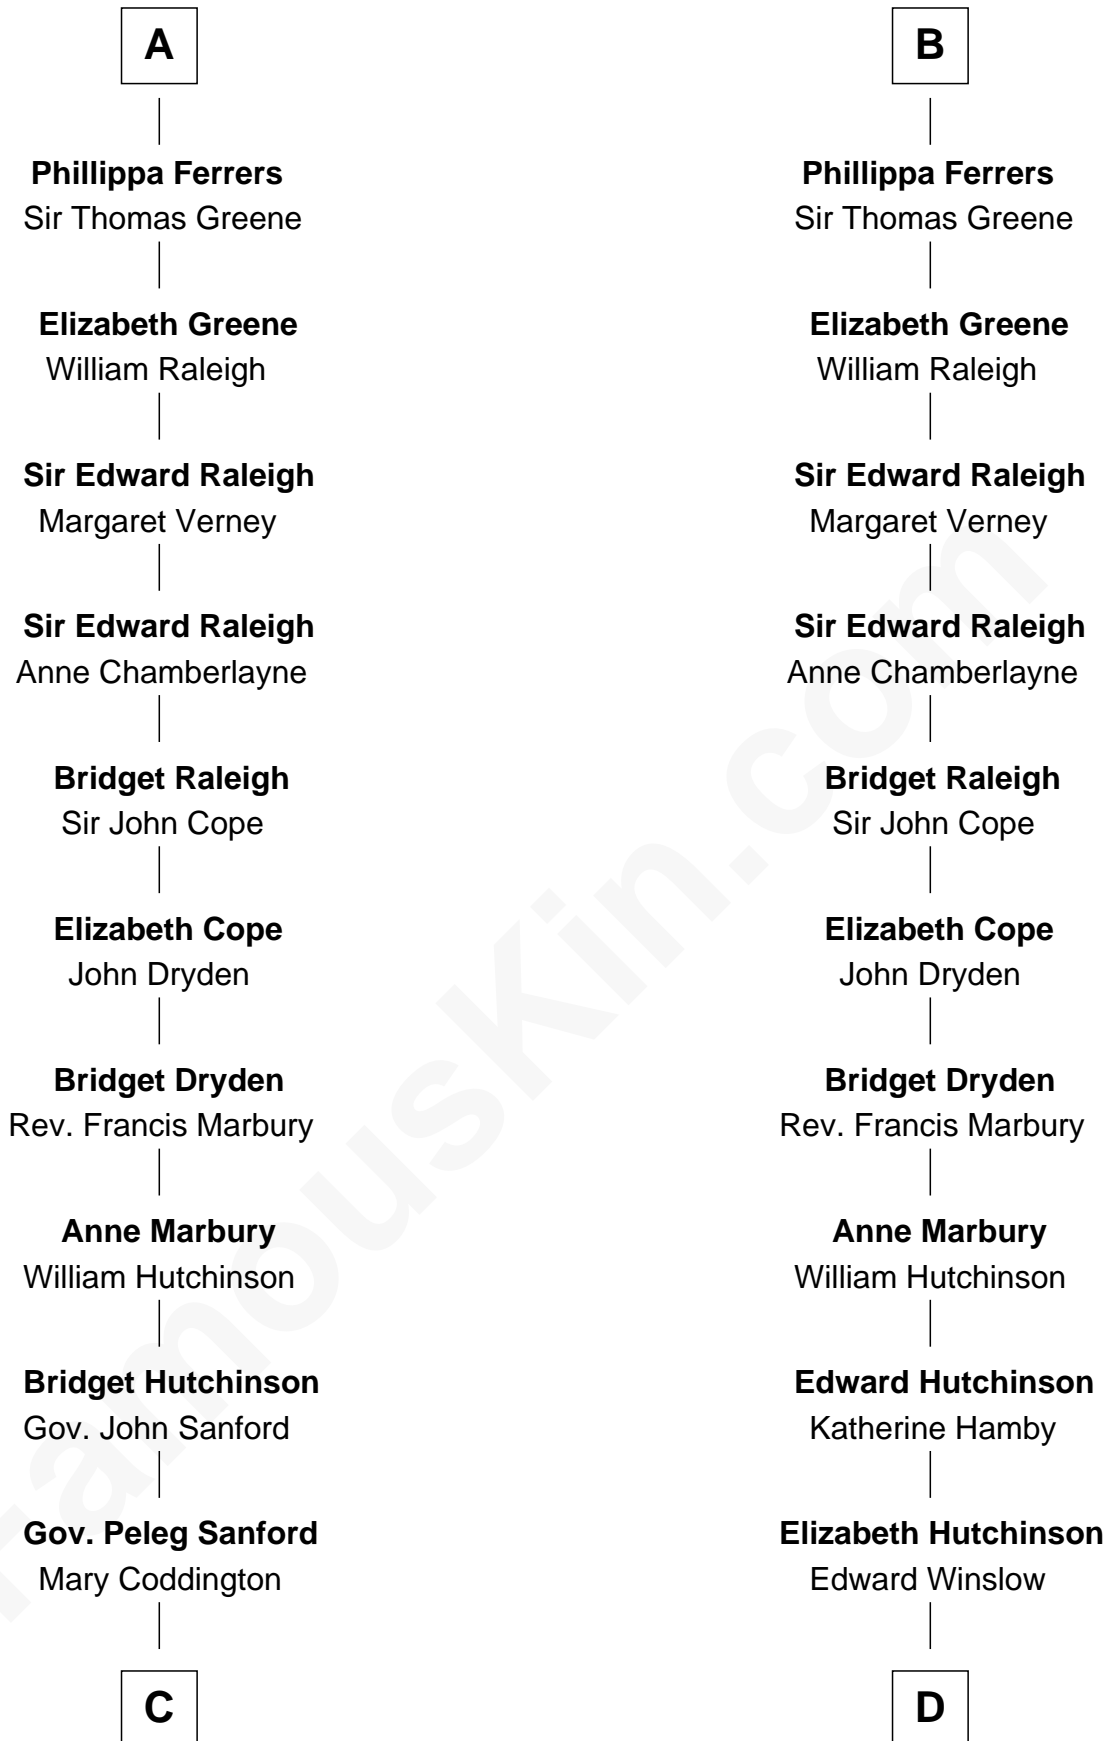 A
Phillippa Ferrers
Sir Thomas Greene
Elizabeth Greene
William Raleigh
Sir Edward Raleigh
Margaret Verney
Sir Edward Raleigh
Anne Chamberlayne
Bridget Raleigh
Sir John Cope
Elizabeth Cope
John Dryden
Bridget Dryden
Rev. Francis Marbury
Anne Marbury
William Hutchinson
Bridget Hutchinson
Gov. John Sanford
Gov. Peleg Sanford
Mary Coddington
C
B
Phillippa Ferrers
Sir Thomas Greene
Elizabeth Greene
William Raleigh
Sir Edward Raleigh
Margaret Verney
Sir Edward Raleigh
Anne Chamberlayne
Bridget Raleigh
Sir John Cope
Elizabeth Cope
John Dryden
Bridget Dryden
Rev. Francis Marbury
Anne Marbury
William Hutchinson
Edward Hutchinson
Katherine Hamby
Elizabeth Hutchinson
Edward Winslow
D
FamousKin.com